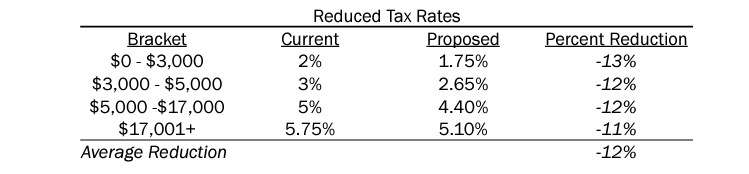 Reduced Tax Rates
Bracket Current Proposed Percent Reduction
$0 - $3,000 2% 1.75% -13%
$3,000 - $5,000 3% 2.65% -12%
$5,000 -$17,000 5% 4.40% -12%
$17,001+ 5.75% 5.10% -11%
Average Reduction -12%